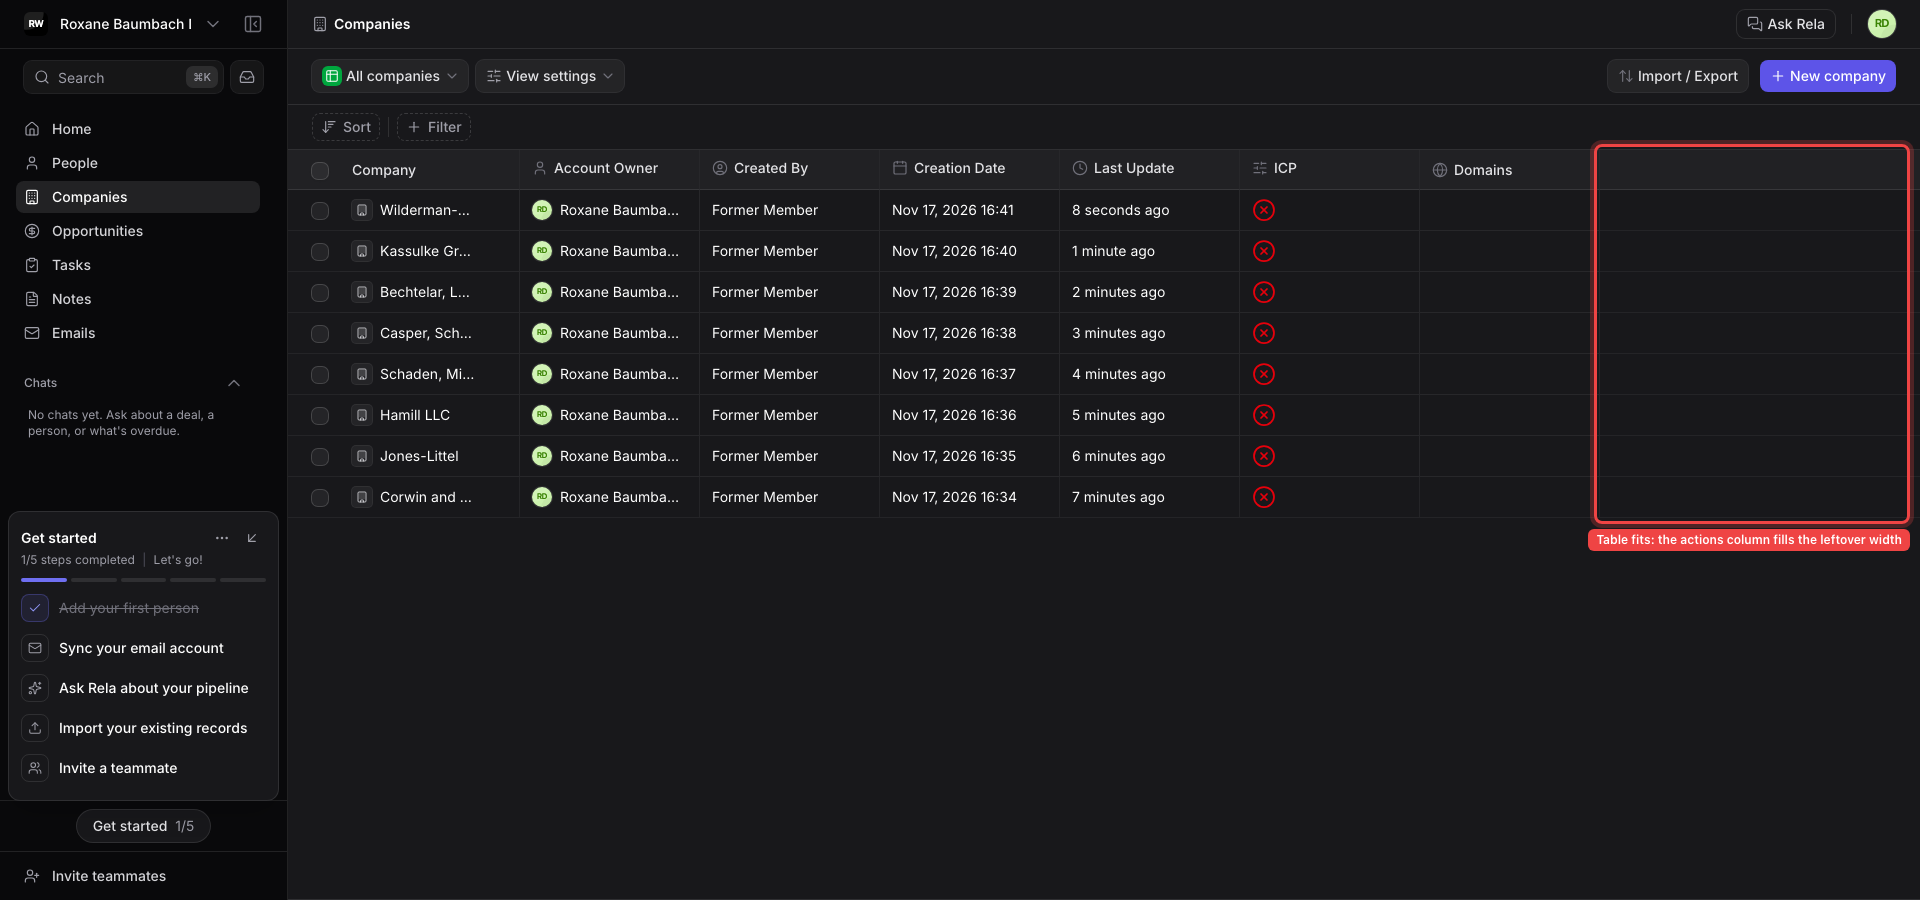 RW Roxane Baumbach I
Search ⌘K
Home
People
Companies
Opportunities
Tasks
Notes
Emails
Chats
No chats yet. Ask about a deal, a
person, or what's overdue.
Get started
1/5 steps completed | Let's go!
Add your first person
Sync your email account
Ask Rela about your pipeline
Import your existing records
Invite a teammate
Get started 1/5
Invite teammates
Companies
Ask Rela RD
All companies View settings
Import / Export + New company
Sort + Filter
Company Account Owner Created By Creation Date Last Update ICP Domains
Wilderman-... RD Roxane Baumba... Former Member Nov 17, 2026 16:41 8 seconds ago
Kassulke Gr... RD Roxane Baumba... Former Member Nov 17, 2026 16:40 1 minute ago
Bechtelar, L... RD Roxane Baumba... Former Member Nov 17, 2026 16:39 2 minutes ago
Casper, Sch... RD Roxane Baumba... Former Member Nov 17, 2026 16:38 3 minutes ago
Schaden, Mi... RD Roxane Baumba... Former Member Nov 17, 2026 16:37 4 minutes ago
Hamill LLC RD Roxane Baumba... Former Member Nov 17, 2026 16:36 5 minutes ago
Jones-Littel RD Roxane Baumba... Former Member Nov 17, 2026 16:35 6 minutes ago
Corwin and ... RD Roxane Baumba... Former Member Nov 17, 2026 16:34 7 minutes ago
Table fits: the actions column fills the leftover width